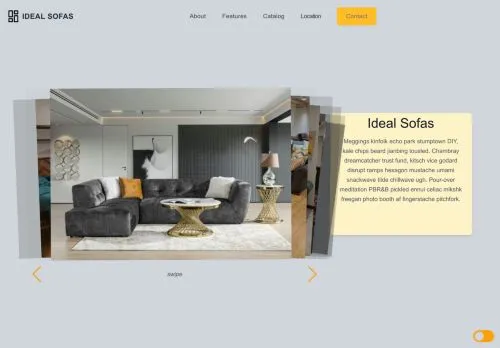 IDEAL SOFAS
About
Features
Catalog
Location
Contact
Ideal Sofas
Meggings kinfolk echo park stumptown DIY,
kale chips beard jianbing tousled. Chambray
dreamcatcher trust fund, kitsch vice godard
disrupt ramps hexagon mustache umami
snackwave tilde chillwave ugh. Pour-over
meditation PBR&B pickled ennui celiac mlkshk
freegan photo booth af fingerstache pitchfork.
swipe